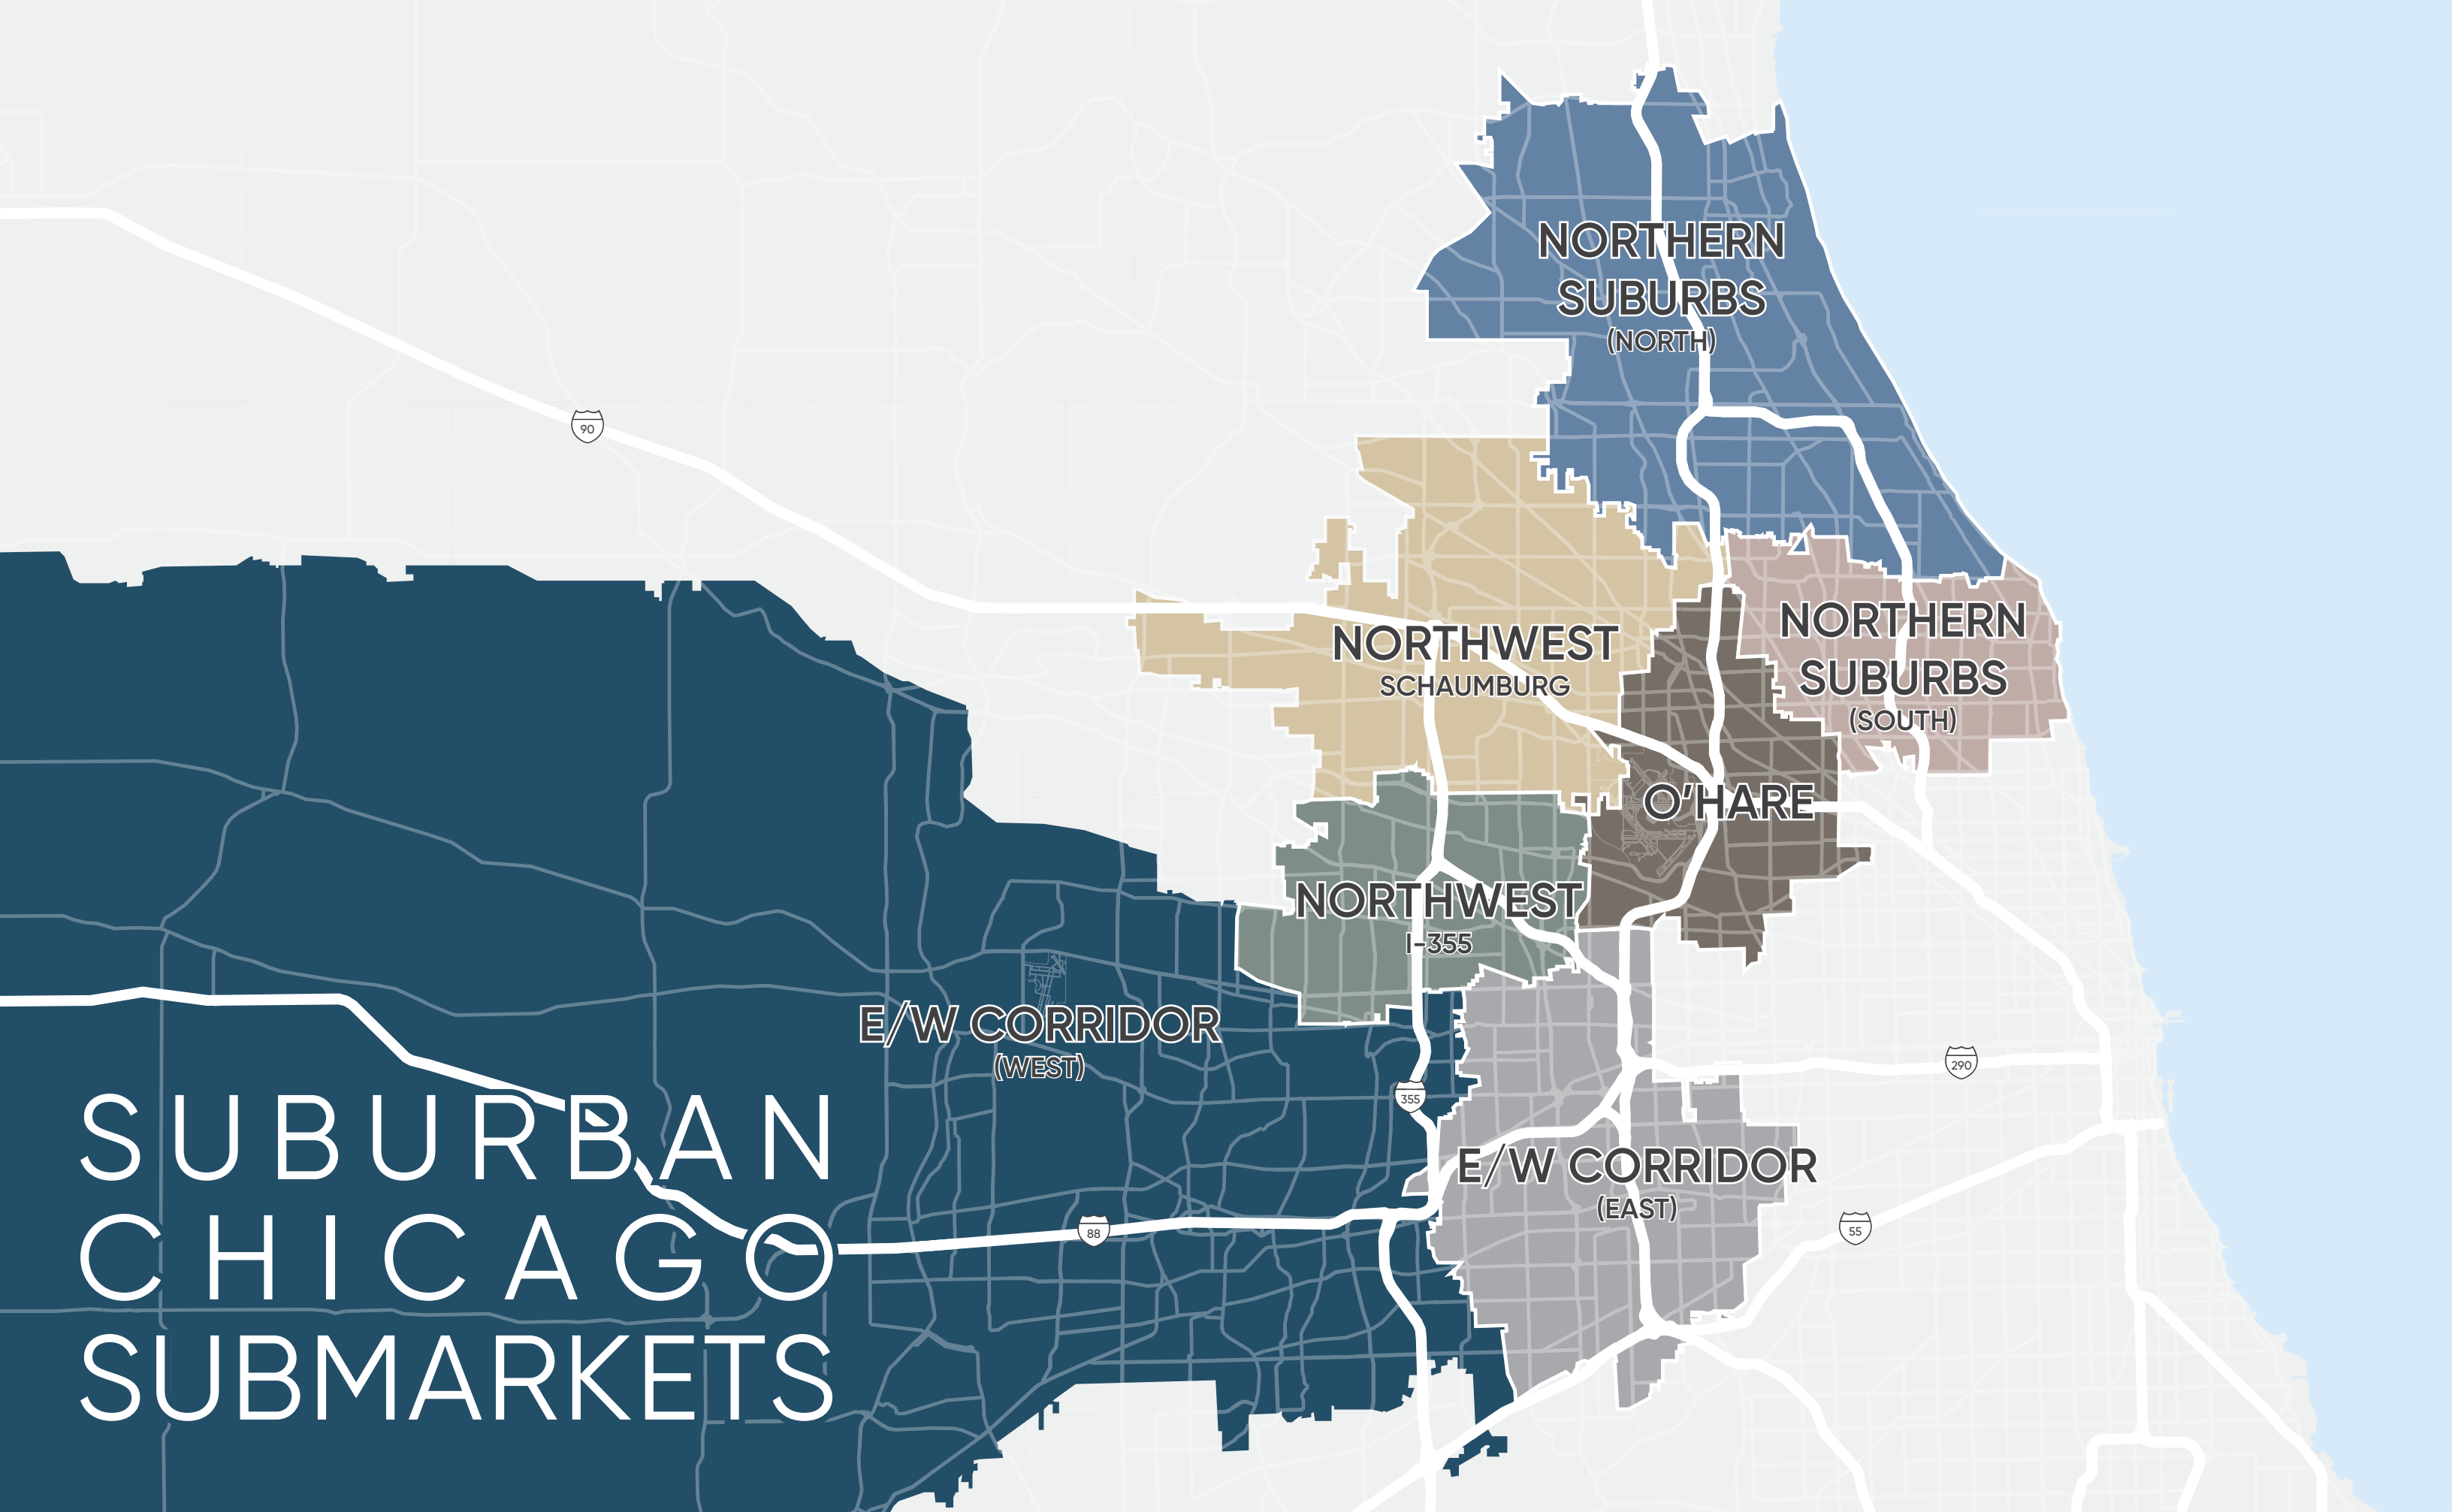 NORTHERN
SUBURBS
(NORTH)
90
NORTHWEST
SCHAUMBURG
NORTHERN
SUBURBS
(SOUTH)
O'HARE
NORTHWEST
I-355
E/W CORRIDOR
(WEST)
290
355
E/W CORRIDOR
(EAST)
88
55
SUBURBAN
CHICAGO
SUBMARKETS